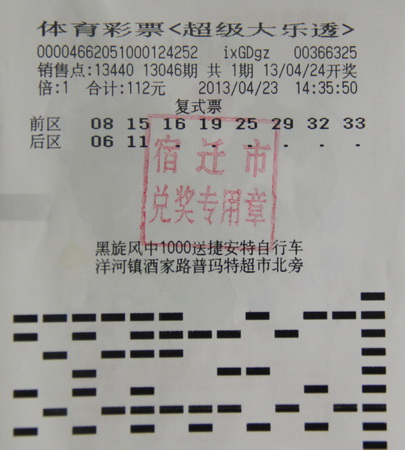 体育彩票<超级大乐透>
00004662051000124252 ixGDgz 00366325
销售点:13440 13046期 共 1期 13/04/24开奖
倍:1 合计:112元 2013/04/23 14:35:50
复式票
前区 08 15 16 19 25 29 32 33
后区 06 11 . . . . . .
宿迁市
兑奖专用章
黑旋风中1000送捷安特自行车
洋河镇酒家路普玛特超市北旁